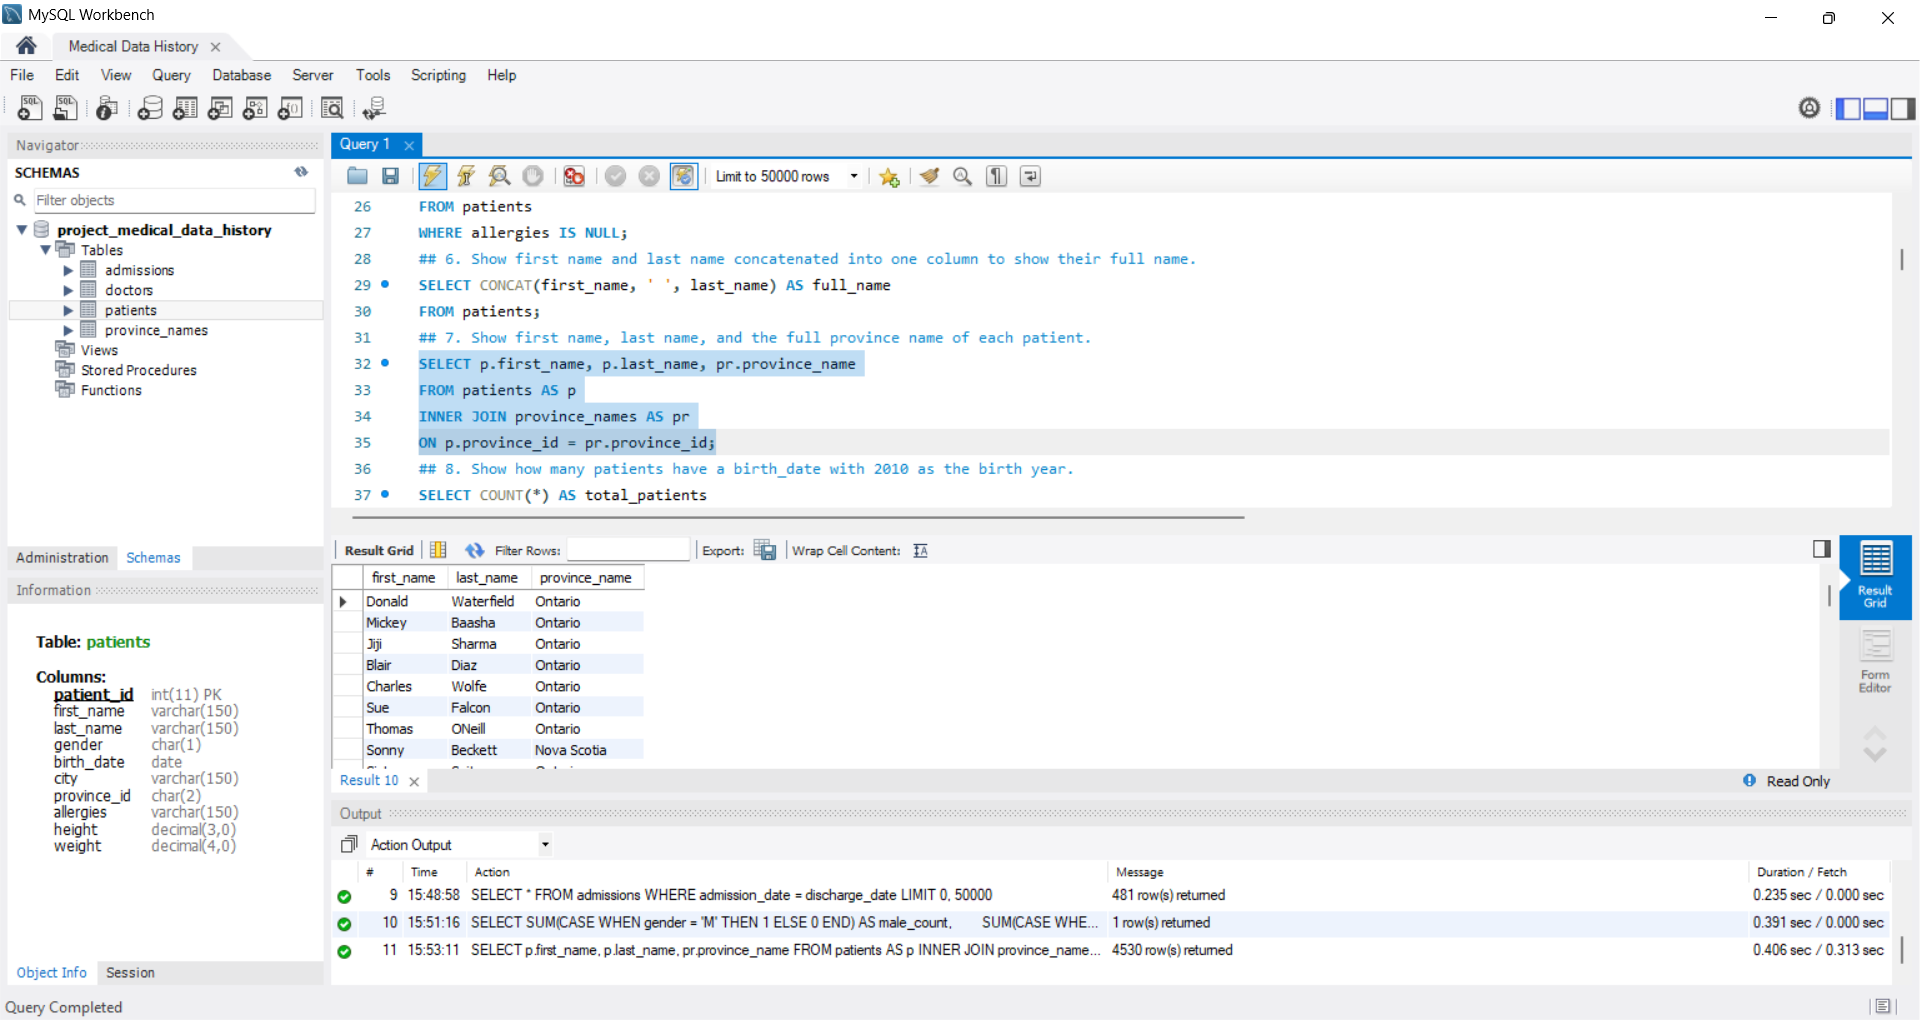 MySQL Workbench
Medical Data History
File Edit View Query Database Server Tools Scripting Help
Navigator
SCHEMAS
Filter objects
project_medical_data_history
Tables
admissions
doctors
patients
province_names
Views
Stored Procedures
Functions
Administration Schemas
Information
Table: patients
Columns:
patient_id int(11) PK
first_name varchar(150)
last_name varchar(150)
gender char(1)
birth_date date
city varchar(150)
province_id char(2)
allergies varchar(150)
height decimal(3,0)
weight decimal(4,0)
Object Info Session
Query 1
Limit to 50000 rows
26 FROM patients
27 WHERE allergies IS NULL;
28 ## 6. Show first name and last name concatenated into one column to show their full name.
29 SELECT CONCAT(first_name, ' ', last_name) AS full_name
30 FROM patients;
31 ## 7. Show first name, last name, and the full province name of each patient.
32 SELECT p.first_name, p.last_name, pr.province_name
33 FROM patients AS p
34 INNER JOIN province_names AS pr
35 ON p.province_id = pr.province_id;
36 ## 8. Show how many patients have a birth_date with 2010 as the birth year.
37 SELECT COUNT(*) AS total_patients
Result Grid Filter Rows: Export: Wrap Cell Content:
first_name last_name province_name
Donald Waterfield Ontario
Mickey Baasha Ontario
Jiji Sharma Ontario
Blair Diaz Ontario
Charles Wolfe Ontario
Sue Falcon Ontario
Thomas ONeill Ontario
Sonny Beckett Nova Scotia
Result Grid
Form Editor
Result 10
Read Only
Output
Action Output
# Time Action Message Duration / Fetch
9 15:48:58 SELECT * FROM admissions WHERE admission_date = discharge_date LIMIT 0, 50000 481 row(s) returned 0.235 sec / 0.000 sec
10 15:51:16 SELECT SUM(CASE WHEN gender = 'M' THEN 1 ELSE 0 END) AS male_count, SUM(CASE WHE... 1 row(s) returned 0.391 sec / 0.000 sec
11 15:53:11 SELECT p.first_name, p.last_name, pr.province_name FROM patients AS p INNER JOIN province_name... 4530 row(s) returned 0.406 sec / 0.313 sec
Query Completed